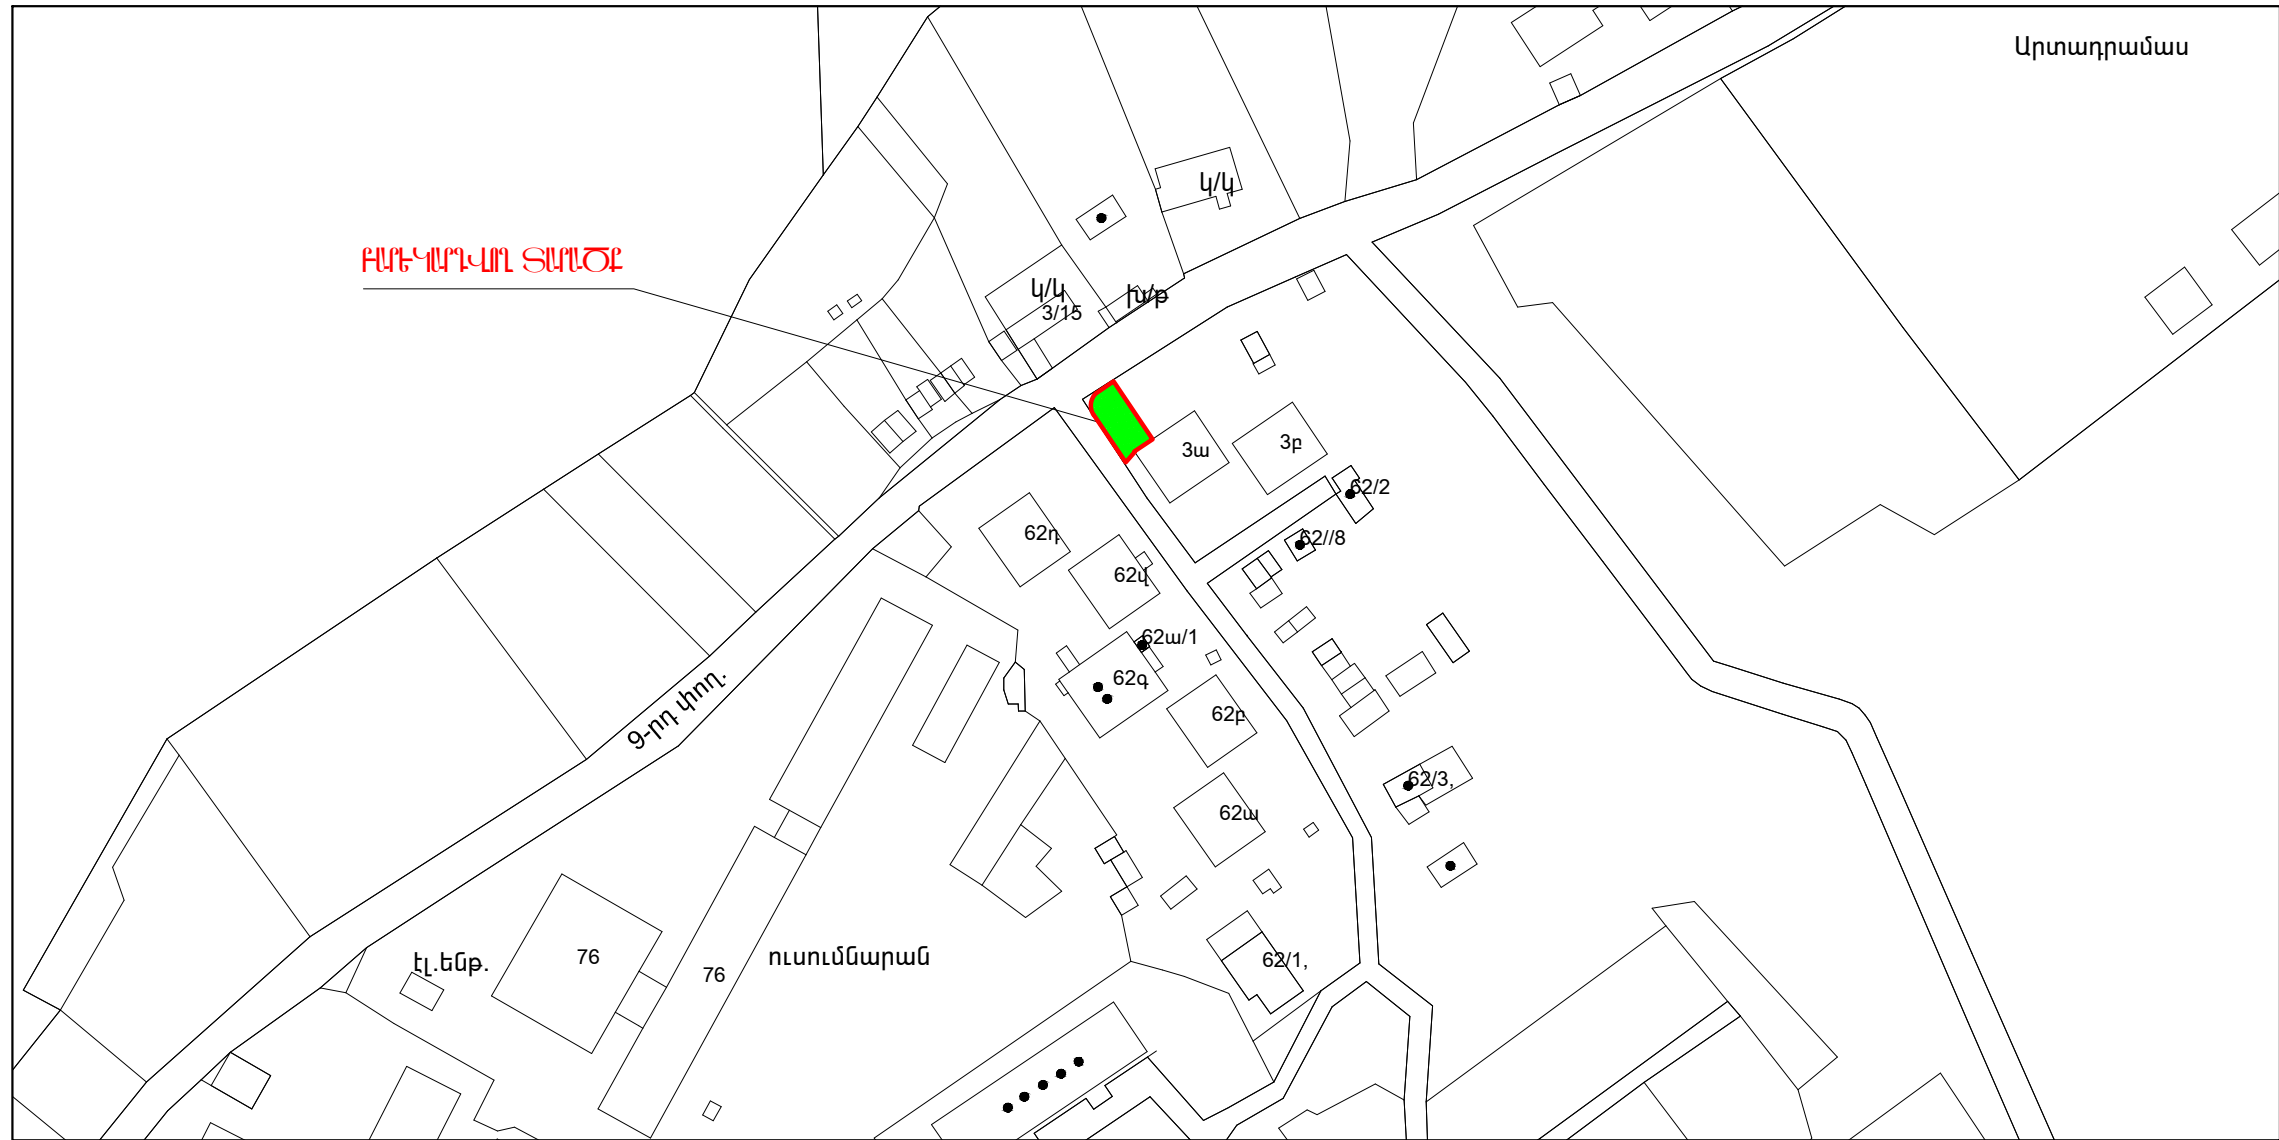 Արտադրամաս
կ/կ
ԲԱՐԵԿԱՐԳՎՈՂ ՏԱՐԱԾՔ
կ/կ
խ/թ
3/15
3ա
3բ
62/2
62դ
62//8
62վ
62ա/1
62գ
62բ
9-րդ փող.
62/3,
62ա
էլ.ենթ.
76
76
ուսումնարան
62/1,